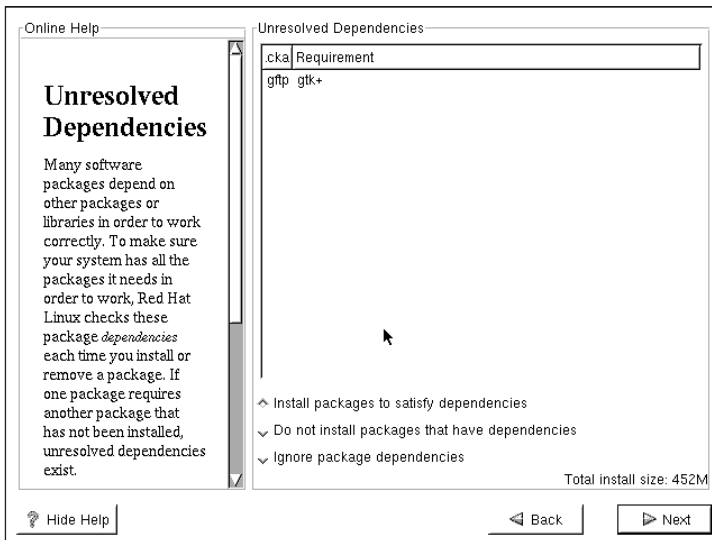 Online Help
Unresolved
Dependencies
Many software
packages depend on
other packages or
libraries in order to work
correctly. To make sure
your system has all the
packages it needs in
order to work, Red Hat
Linux checks these
package dependencies
each time you install or
remove a package. If
one package requires
another package that
has not been installed,
unresolved dependencies
exist.
Unresolved Dependencies
.cka Requirement
gftp gtk+
Install packages to satisfy dependencies
Do not install packages that have dependencies
Ignore package dependencies
Total install size: 452M
Hide Help
Back
Next